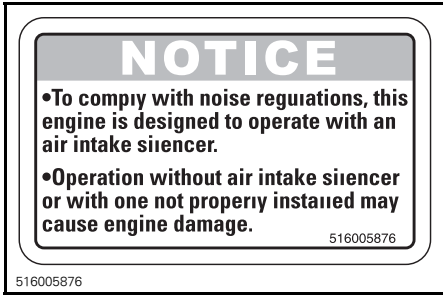 NOTICE
•To comply with noise regulations, this
engine is designed to operate with an
air intake silencer.
•Operation without air intake silencer
or with one not properly installed may
cause engine damage.
516005876
516005876